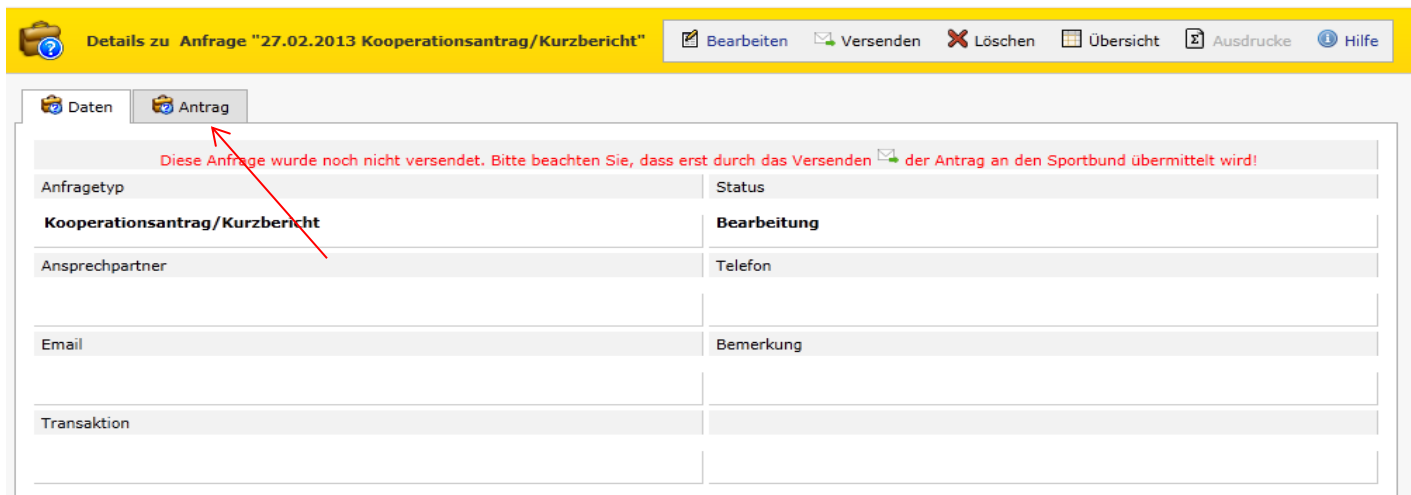 Details zu Anfrage "27.02.2013 Kooperationsantrag/Kurzbericht" Bearbeiten Versenden Löschen Übersicht Ausdrucke Hilfe
Daten Antrag
Diese Anfrage wurde noch nicht versendet. Bitte beachten Sie, dass erst durch das Versenden der Antrag an den Sportbund übermittelt wird!
Anfragetyp Status
Kooperationsantrag/Kurzbericht Bearbeitung
Ansprechpartner Telefon
Email Bemerkung
Transaktion